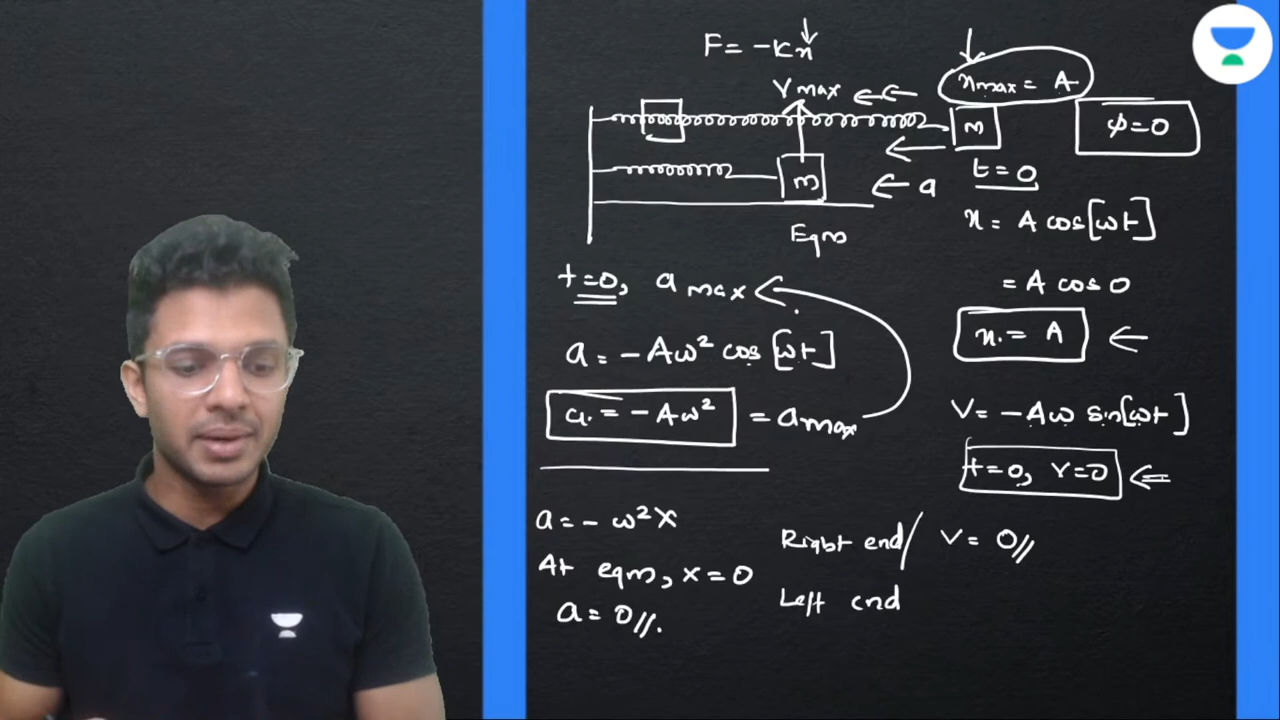 F = -Kx
Vmax
xmax = A
m
φ=0
m
a
t = 0
Eqm
x = A cos[ωt]
t=0, amax
= A cos 0
a = -Aω² cos [ωt]
x = A
a = -Aω² = amax
V = -Aω sin[ωt]
t=0, V=0
a = - ω²x
Right end/ V = 0//
At eqm, x = 0
Left end
a = 0//.